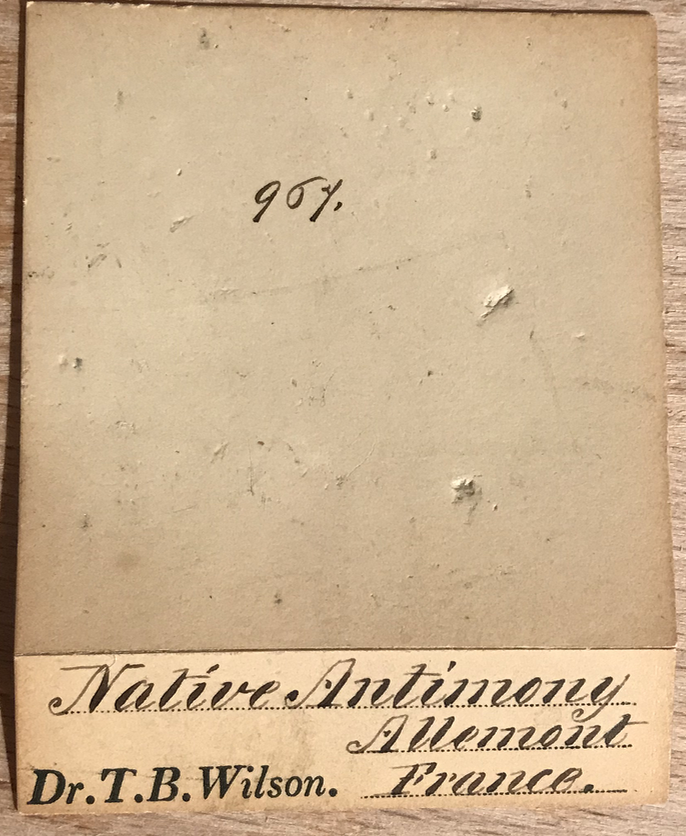 967.
Native Antimony
Allemont
Dr. T. B. Wilson. France.